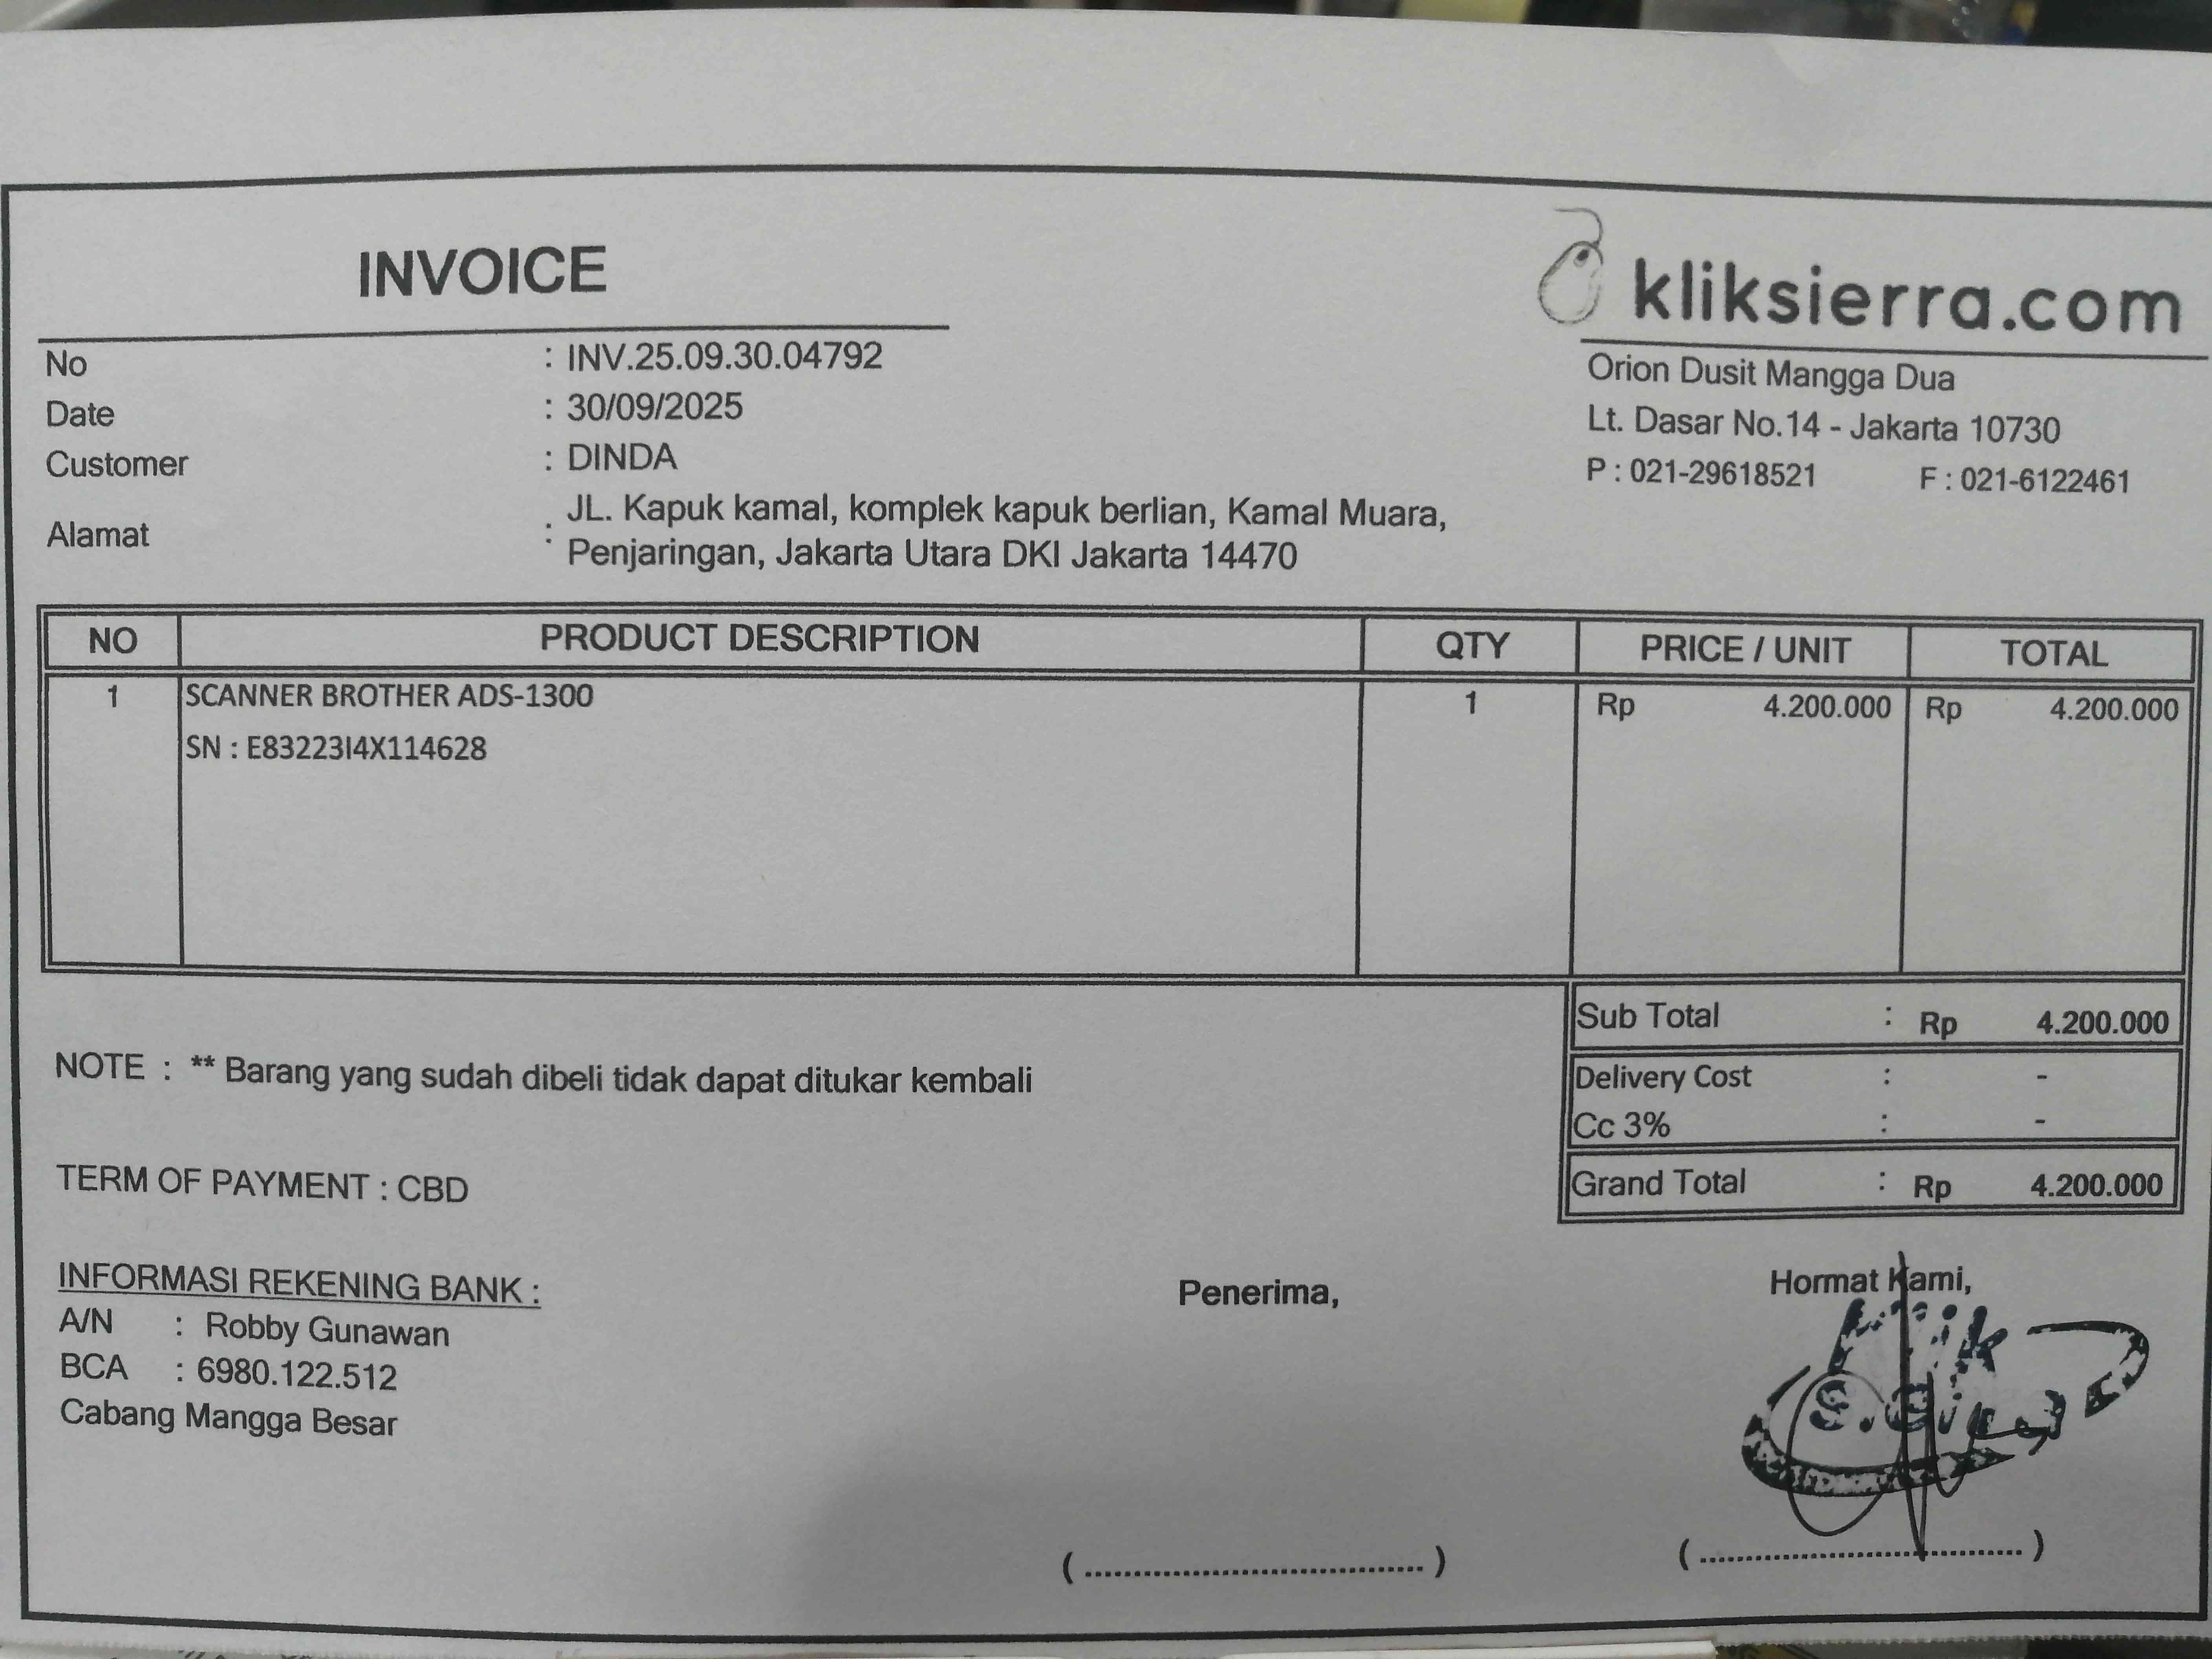 INVOICE
kliksierra.com
No : INV.25.09.30.04792
Date : 30/09/2025
Customer : DINDA
Alamat : JL. Kapuk kamal, komplek kapuk berlian, Kamal Muara,
Penjaringan, Jakarta Utara DKI Jakarta 14470
Orion Dusit Mangga Dua
Lt. Dasar No.14 - Jakarta 10730
P : 021-29618521 F : 021-6122461
NO PRODUCT DESCRIPTION QTY PRICE / UNIT TOTAL
1 SCANNER BROTHER ADS-1300 1 Rp 4.200.000 Rp 4.200.000
SN : E83223I4X114628
Sub Total : Rp 4.200.000
Delivery Cost : -
Cc 3% : -
Grand Total : Rp 4.200.000
NOTE : ** Barang yang sudah dibeli tidak dapat ditukar kembali
TERM OF PAYMENT : CBD
INFORMASI REKENING BANK :
A/N : Robby Gunawan
BCA : 6980.122.512
Cabang Mangga Besar
Penerima,
Hormat Kami,
( ........................................ )
( ........................................ )